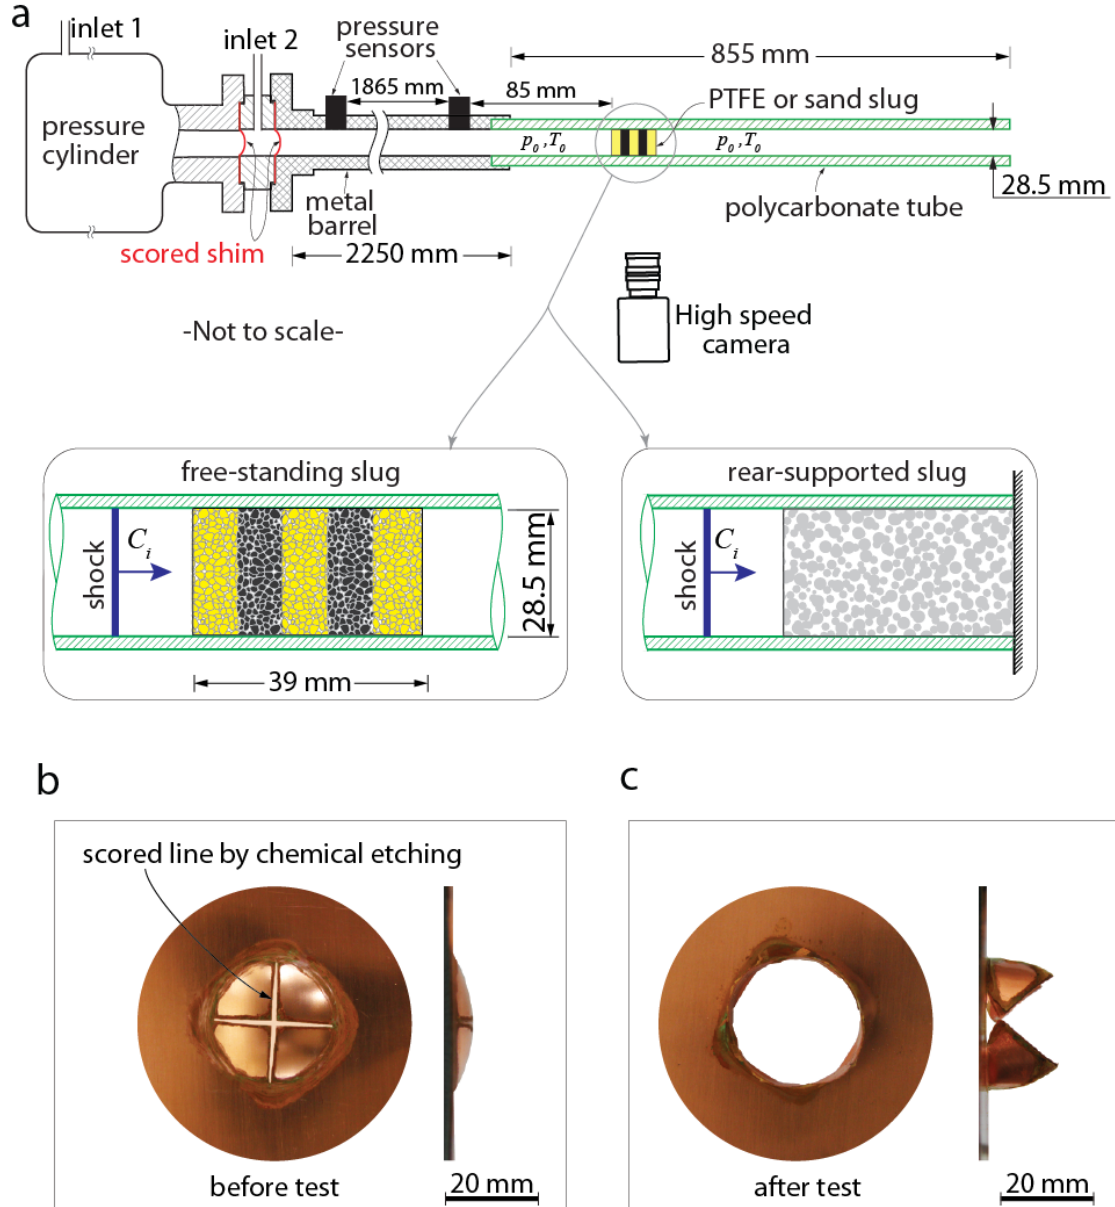 a
inlet 1
inlet 2
pressure
sensors
855 mm
1865 mm
85 mm
PTFE or sand slug
pressure
cylinder
p₀ ,T₀
p₀ ,T₀
28.5 mm
metal
barrel
polycarbonate tube
scored shim
2250 mm
-Not to scale-
High speed
camera
free-standing slug
rear-supported slug
shock
Cᵢ
28.5 mm
39 mm
shock
Cᵢ
b
scored line by chemical etching
before test
20 mm
c
after test
20 mm